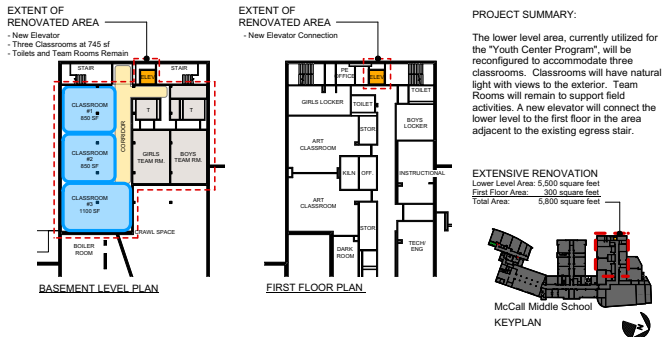 EXTENT OF
RENOVATED AREA
- New Elevator
- Three Classrooms at 745 sf
- Toilets and Team Rooms Remain
STAIR
ELEV.
STAIR
CLASSROOM
#1
850 SF
CORRIDOR
T
T
CLASSROOM
#2
850 SF
GIRLS
TEAM RM.
BOYS
TEAM RM.
CLASSROOM
#3
1100 SF
CRAWL SPACE
BOILER
ROOM
BASEMENT LEVEL PLAN
EXTENT OF
RENOVATED AREA
- New Elevator Connection
PE
OFFICE
ELEV.
TOILET
GIRLS LOCKER
TOILET
BOYS
LOCKER
STOR.
ART
CLASSROOM
KILN
OFF.
INSTRUCTIONAL
ART
CLASSROOM
STOR.
DARK
ROOM
TECH/
ENG
FIRST FLOOR PLAN
PROJECT SUMMARY:
The lower level area, currently utilized for
the "Youth Center Program", will be
reconfigured to accommodate three
classrooms. Classrooms will have natural
light with views to the exterior. Team
Rooms will remain to support field
activities. A new elevator will connect the
lower level to the first floor in the area
adjacent to the existing egress stair.
EXTENSIVE RENOVATION
Lower Level Area: 5,500 square feet
First Floor Area: 300 square feet
Total Area: 5,800 square feet
McCall Middle School
KEYPLAN
N